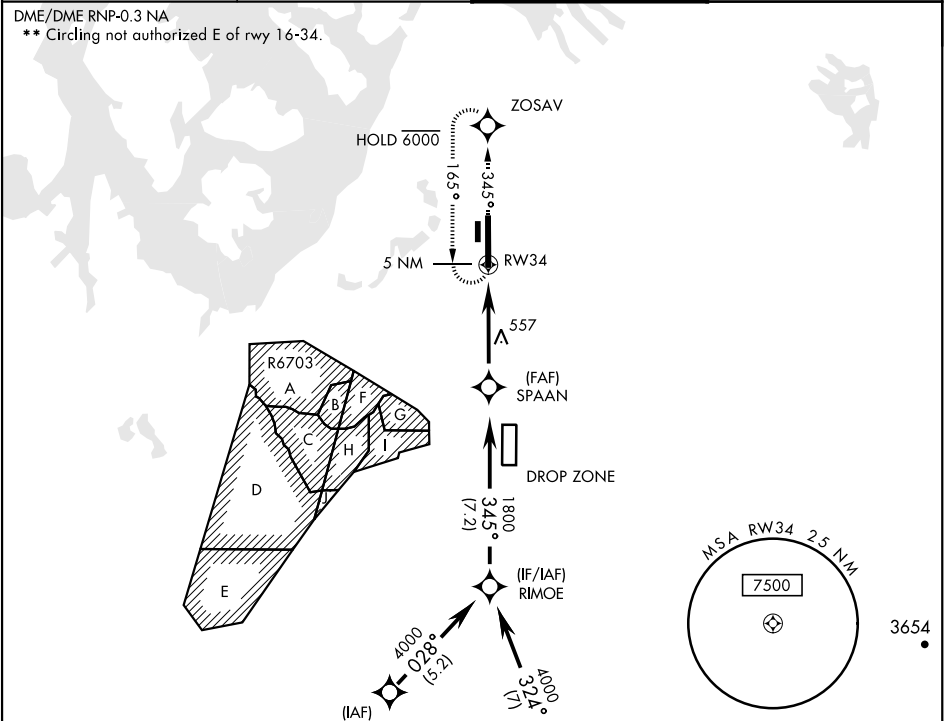 DME/DME RNP-0.3 NA
** Circling not authorized E of rwy 16-34.
ZOSAV
HOLD 6000
165°
345°
5 NM
RW34
557
(FAF)
SPAAN
R6703
A
B
F
G
C
H
I
J
D
E
DROP ZONE
1800
345°
(7.2)
(IF/IAF)
RIMOE
4000
028°
(5.2)
4000
324°
(7)
(IAF)
MSA RW34 25 NM
7500
3654